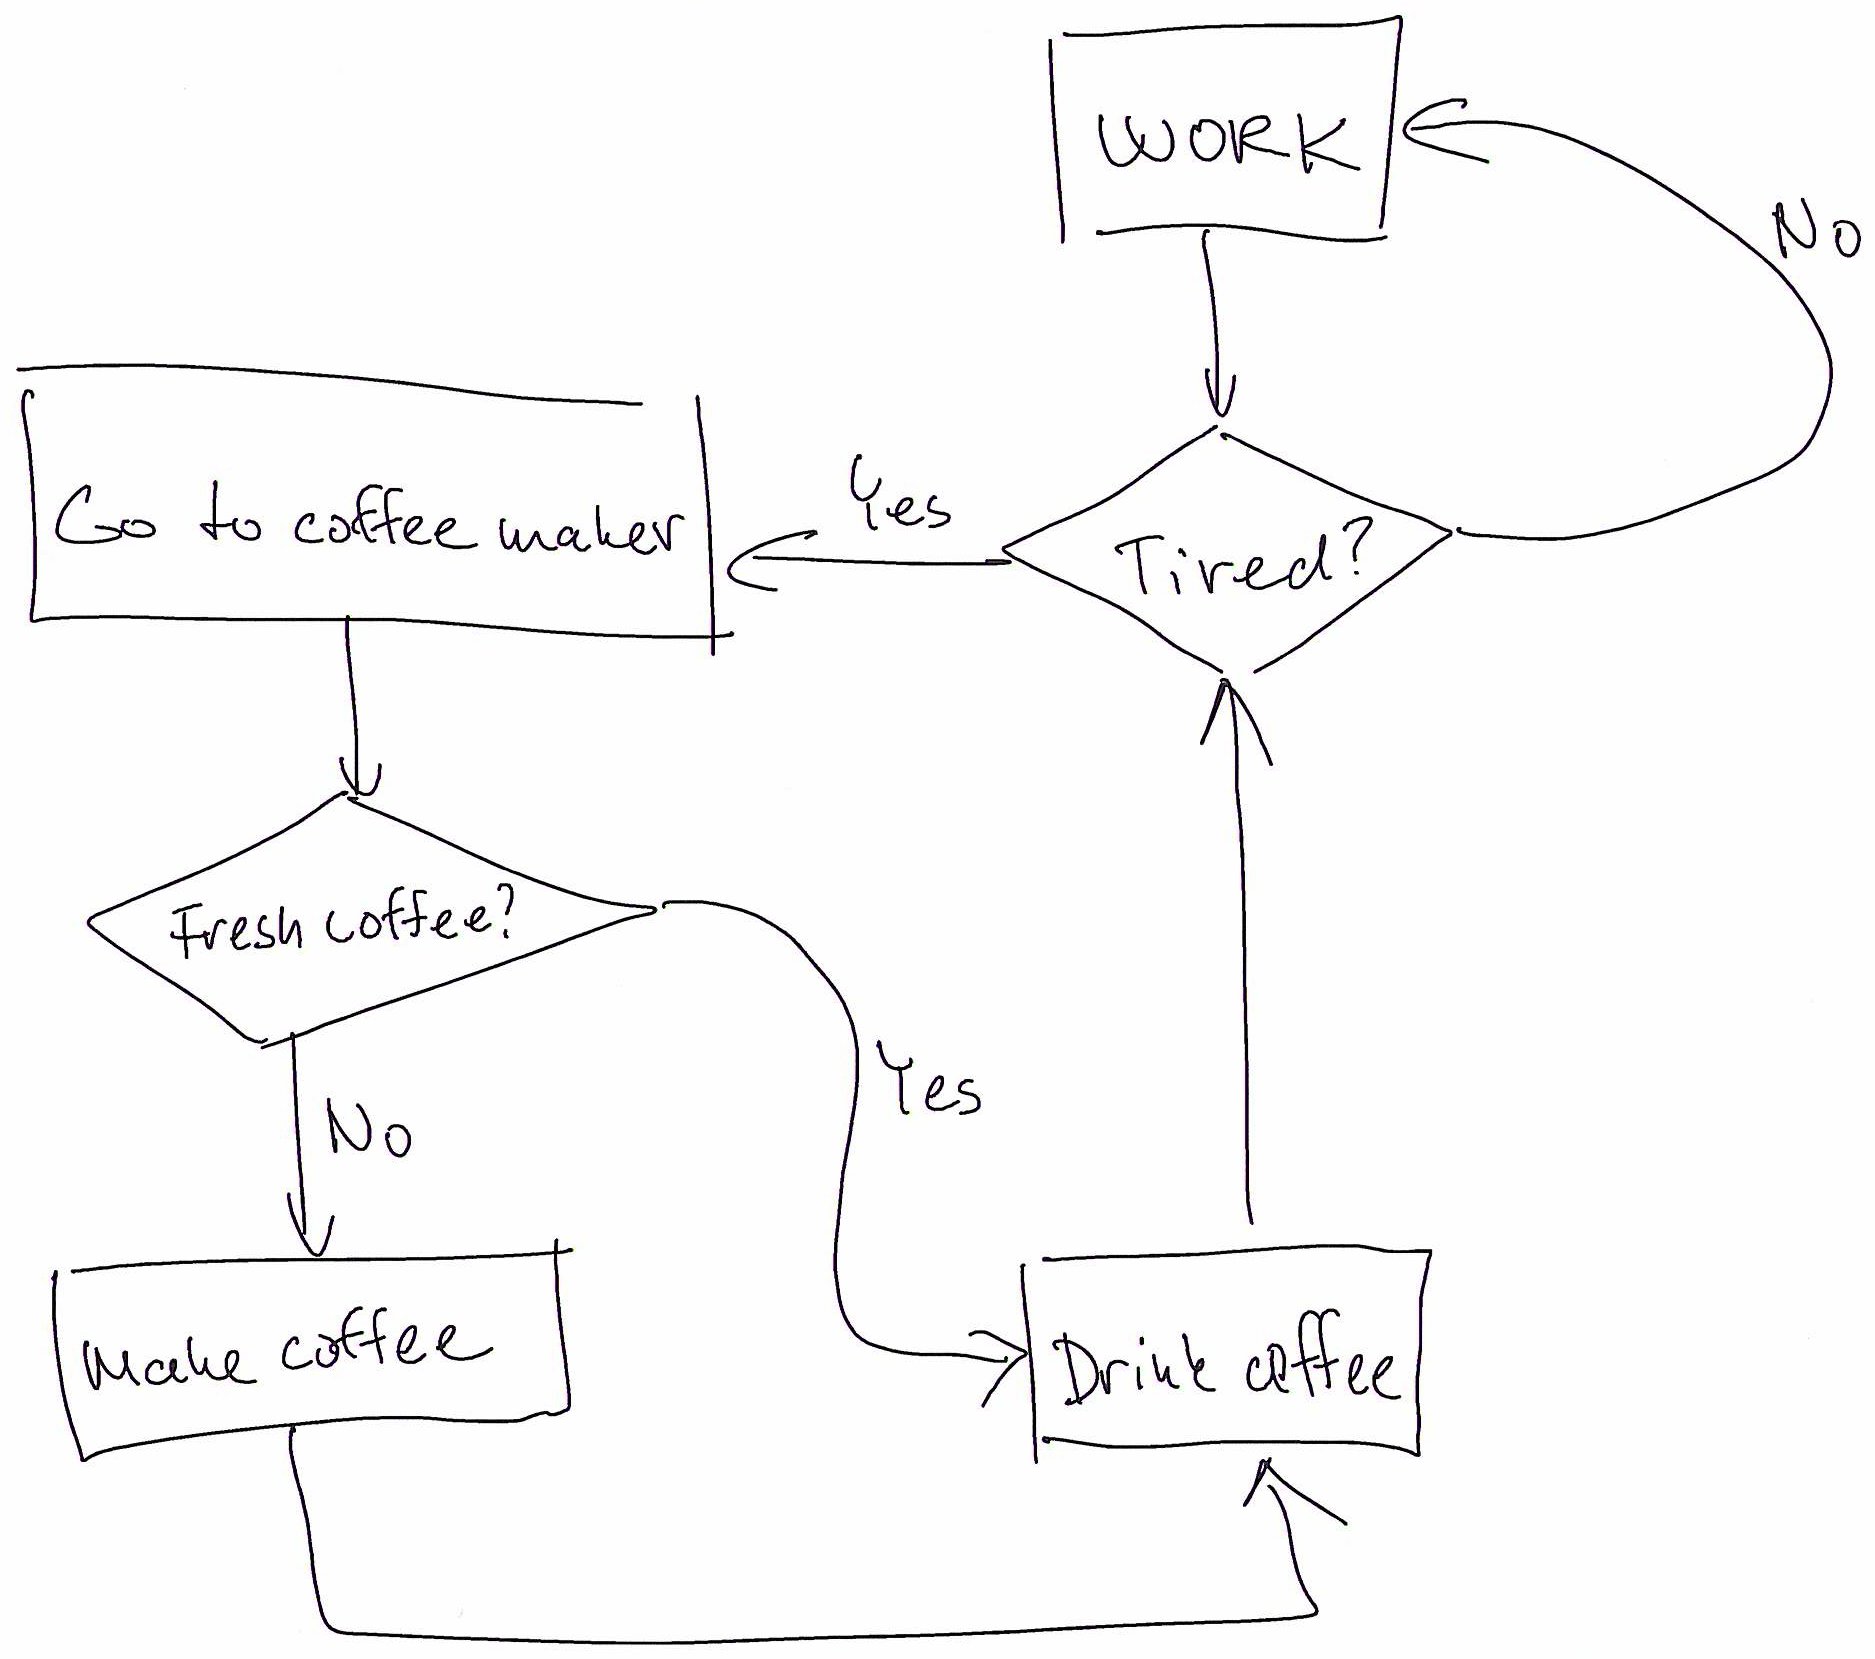 WORK
No
Yes
Tired?
Go to coffee maker
Fresh coffee?
Yes
No
Make coffee
Drink coffee